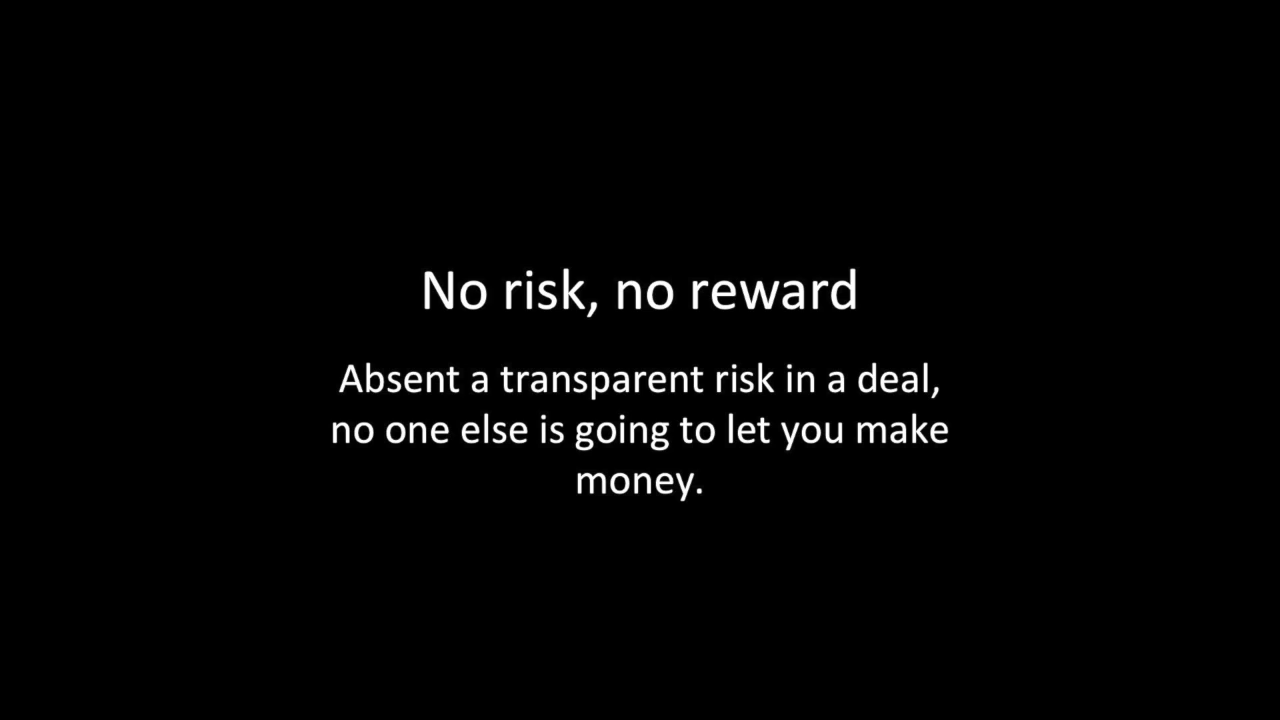 No risk, no reward
Absent a transparent risk in a deal,
no one else is going to let you make
money.